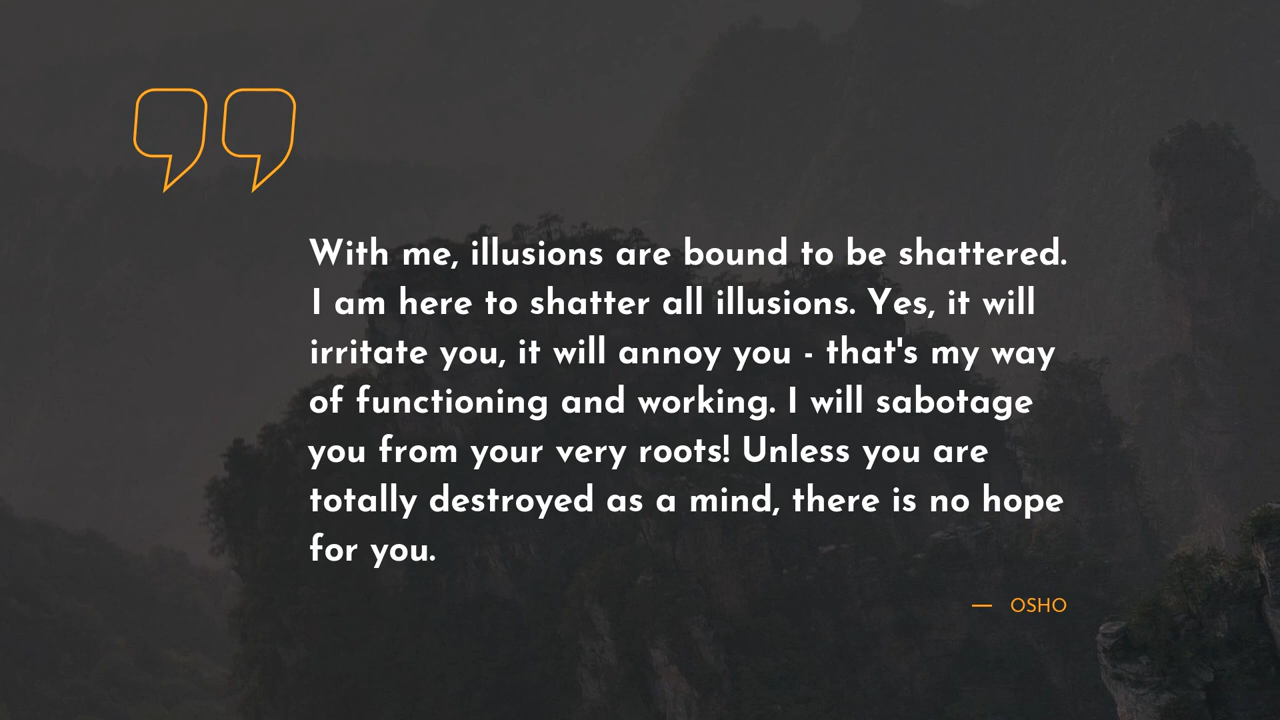 With me, illusions are bound to be shattered.
I am here to shatter all illusions. Yes, it will
irritate you, it will annoy you - that's my way
of functioning and working. I will sabotage
you from your very roots! Unless you are
totally destroyed as a mind, there is no hope
for you.
— OSHO